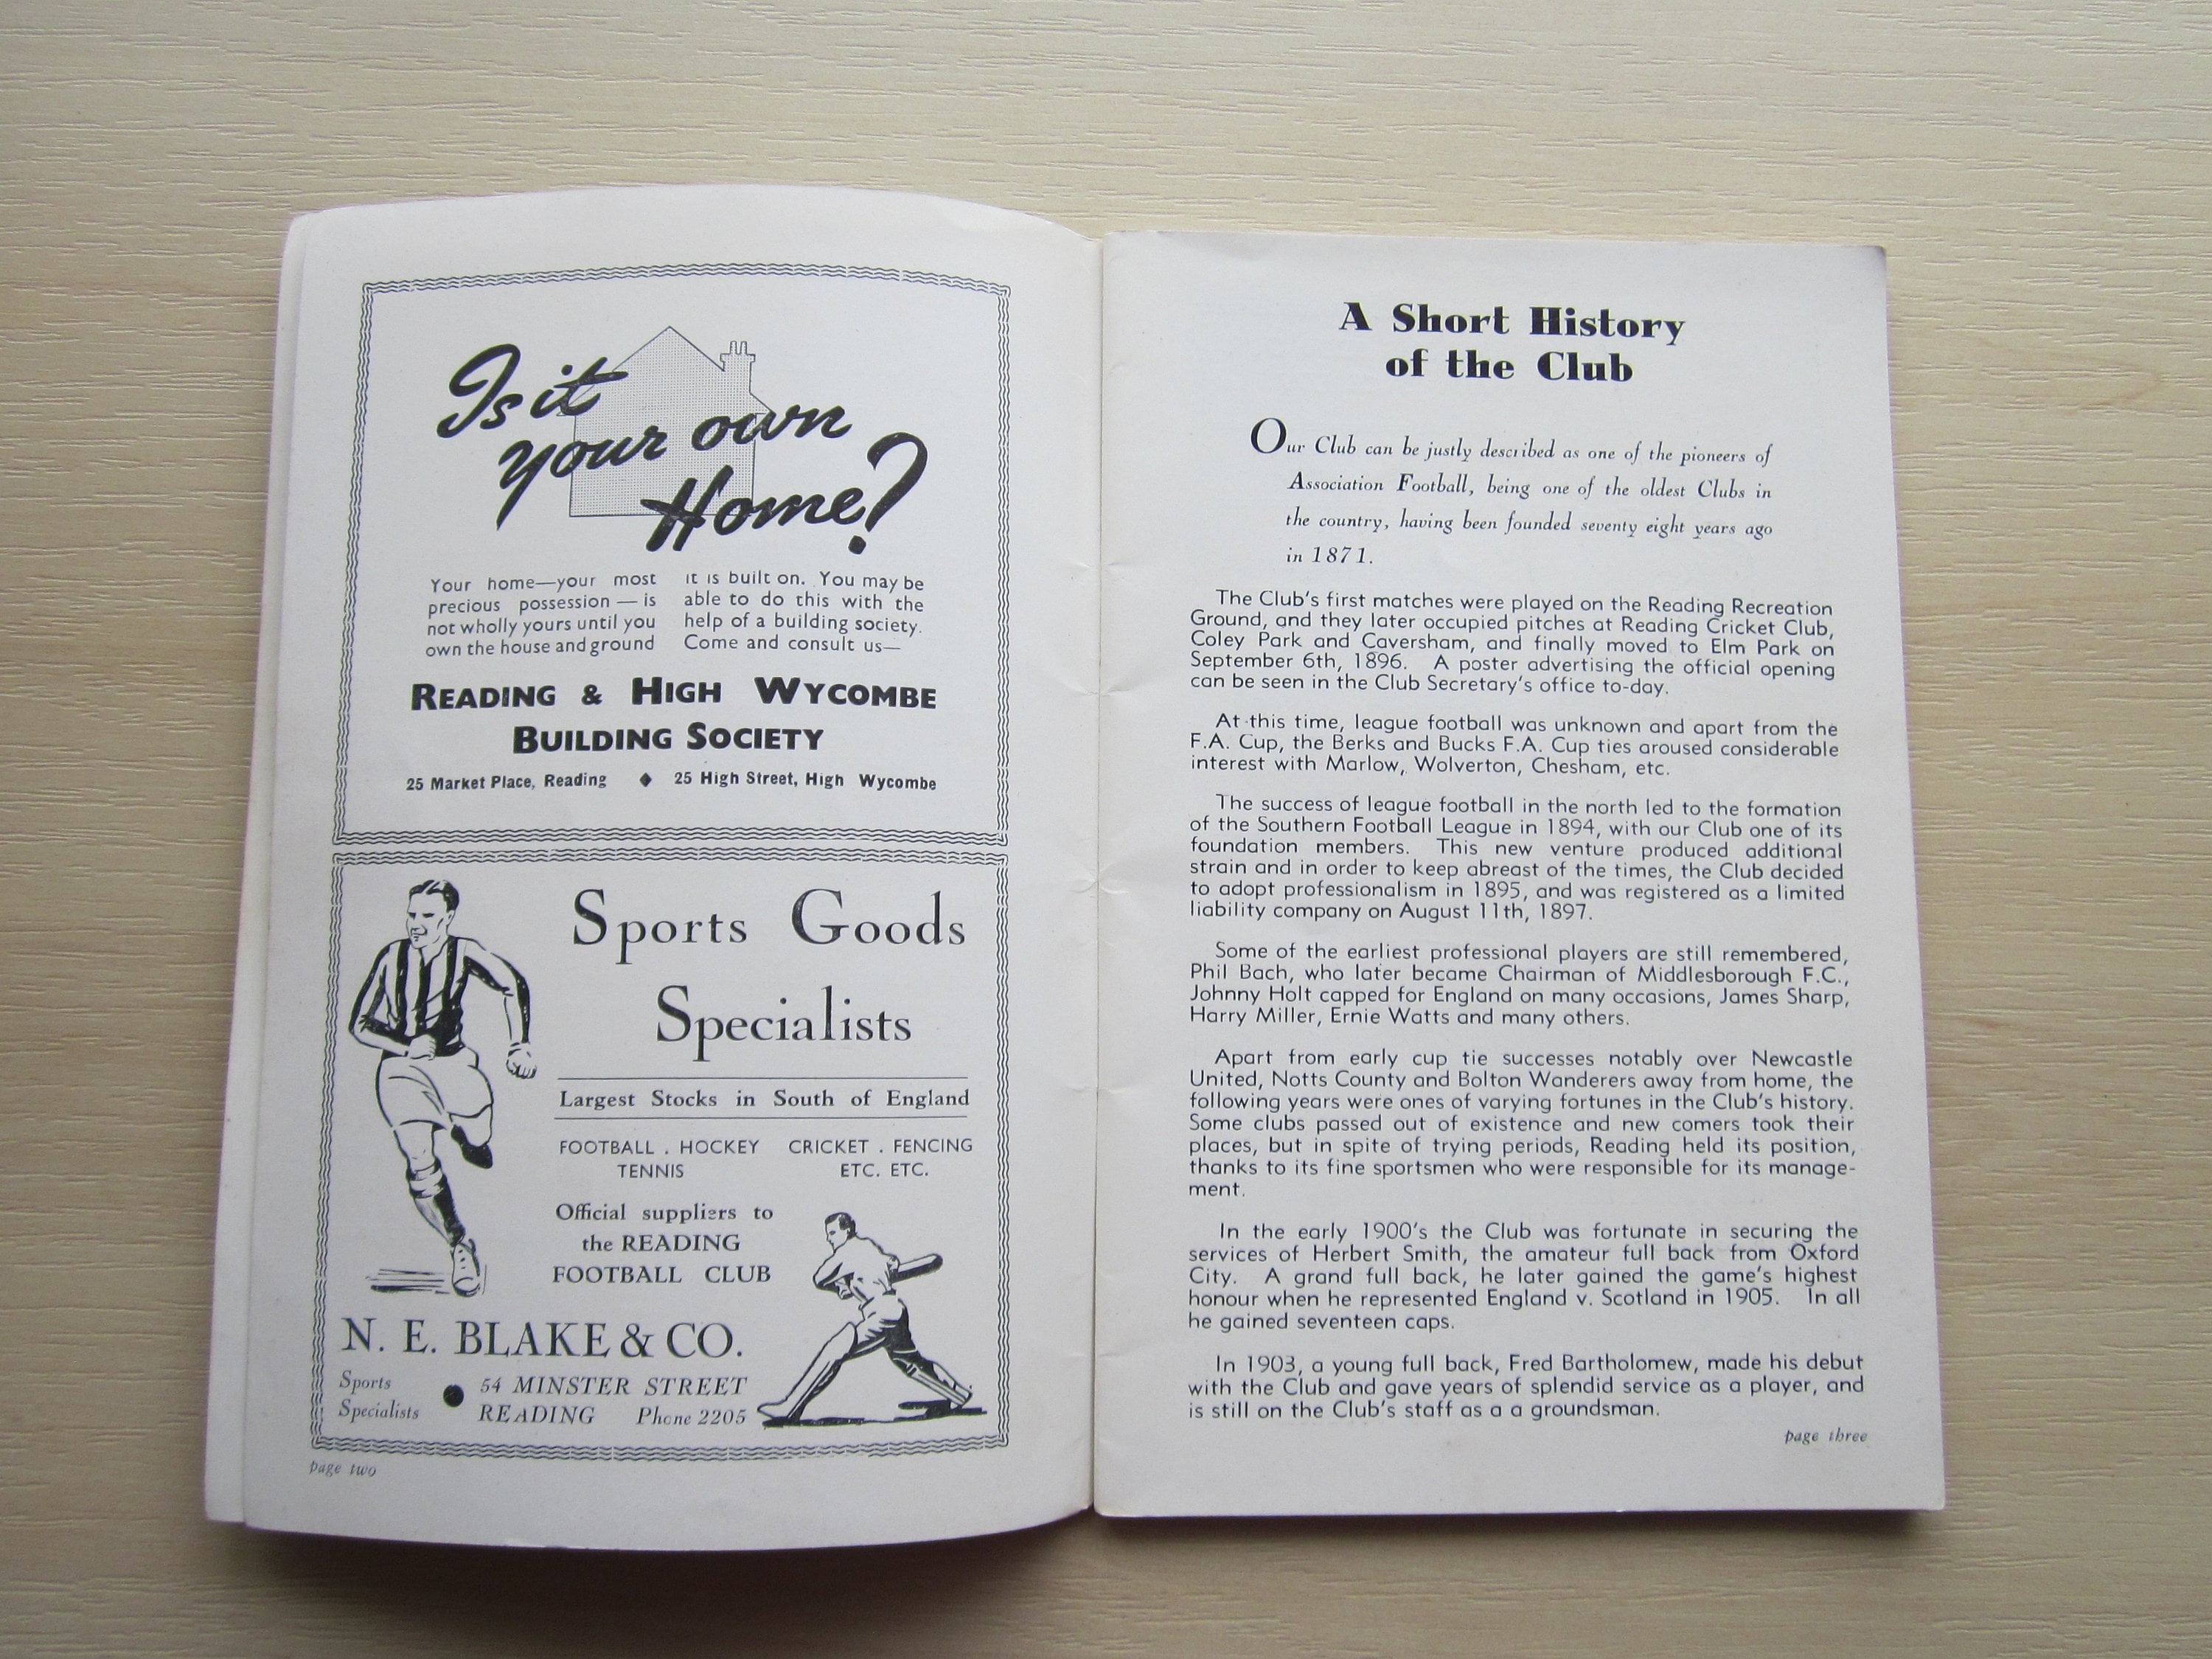 Is it
your own
Home?
Your home—your most
precious possession — is
not wholly yours until you
own the house and ground
it is built on. You may be
able to do this with the
help of a building society.
Come and consult us—
READING & HIGH WYCOMBE
BUILDING SOCIETY
25 Market Place, Reading ♦ 25 High Street, High Wycombe
Sports Goods
Specialists
Largest Stocks in South of England
FOOTBALL . HOCKEY CRICKET . FENCING
TENNIS ETC. ETC.
Official suppliers to
the READING
FOOTBALL CLUB
N. E. BLAKE & CO.
Sports
Specialists
● 54 MINSTER STREET
READING Phone 2205
page two
A Short History
of the Club
Our Club can be justly described as one of the pioneers of
Association Football, being one of the oldest Clubs in
the country, having been founded seventy eight years ago
in 1871.
The Club's first matches were played on the Reading Recreation
Ground, and they later occupied pitches at Reading Cricket Club,
Coley Park and Caversham, and finally moved to Elm Park on
September 6th, 1896. A poster advertising the official opening
can be seen in the Club Secretary's office to-day.
At this time, league football was unknown and apart from the
F.A. Cup, the Berks and Bucks F.A. Cup ties aroused considerable
interest with Marlow, Wolverton, Chesham, etc.
The success of league football in the north led to the formation
of the Southern Football League in 1894, with our Club one of its
foundation members. This new venture produced additional
strain and in order to keep abreast of the times, the Club decided
to adopt professionalism in 1895, and was registered as a limited
liability company on August 11th, 1897.
Some of the earliest professional players are still remembered,
Phil Bach, who later became Chairman of Middlesborough F.C.,
Johnny Holt capped for England on many occasions, James Sharp,
Harry Miller, Ernie Watts and many others.
Apart from early cup tie successes notably over Newcastle
United, Notts County and Bolton Wanderers away from home, the
following years were ones of varying fortunes in the Club's history.
Some clubs passed out of existence and new comers took their
places, but in spite of trying periods, Reading held its position,
thanks to its fine sportsmen who were responsible for its manage-
ment.
In the early 1900's the Club was fortunate in securing the
services of Herbert Smith, the amateur full back from Oxford
City. A grand full back, he later gained the game's highest
honour when he represented England v. Scotland in 1905. In all
he gained seventeen caps.
In 1903, a young full back, Fred Bartholomew, made his debut
with the Club and gave years of splendid service as a player, and
is still on the Club's staff as a a groundsman.
page three